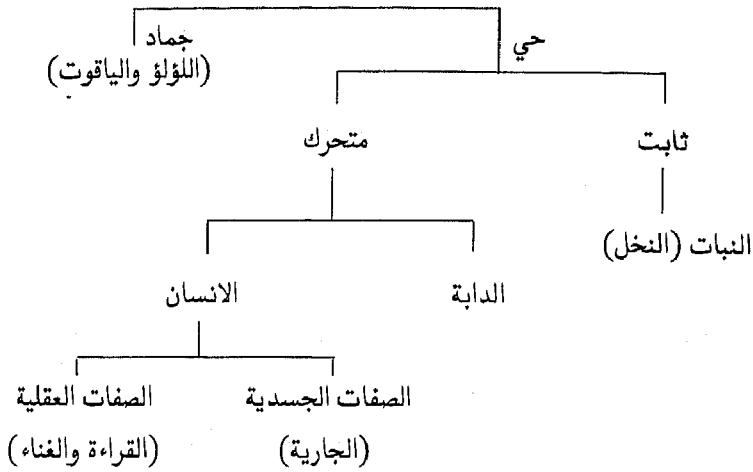 حي
جماد
(اللؤلؤ والياقوت)
ثابت
متحرك
النبات (النخل)
الدابة
الانسان
الصفات الجسدية
الصفات العقلية
(الجارية)
(القراءة والغناء)